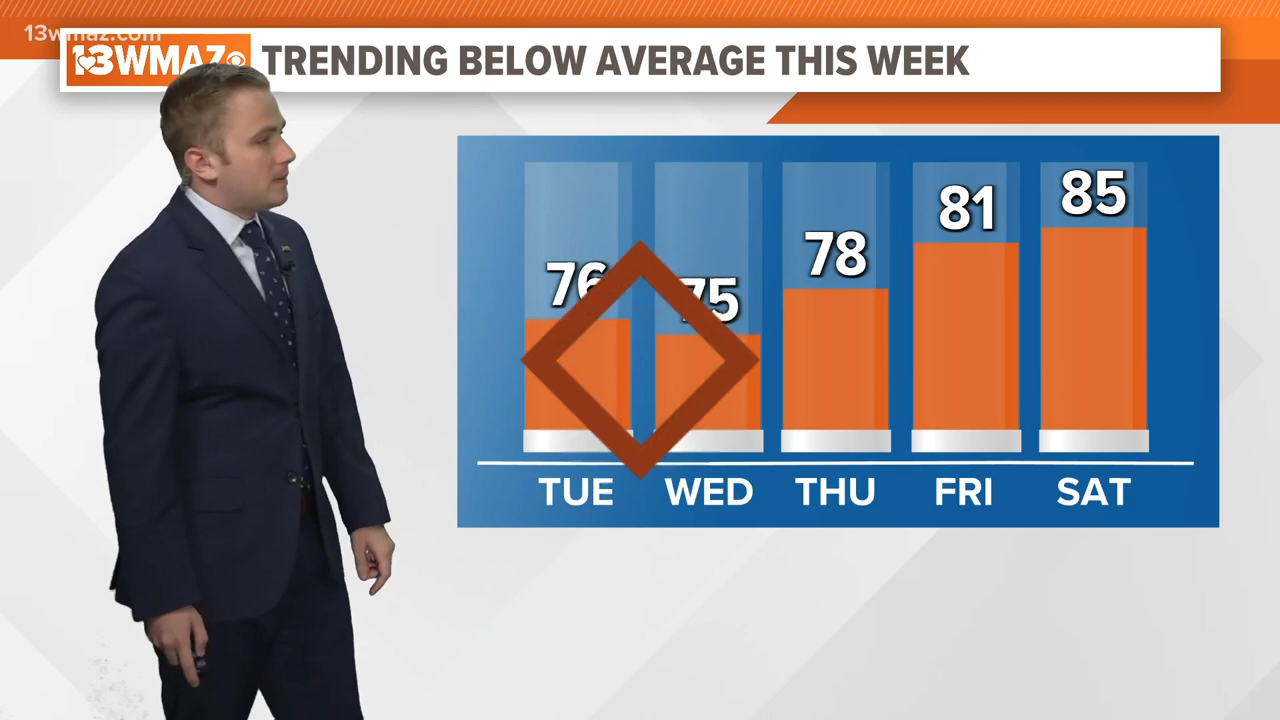 13wmaz.com
13WMAZ
TRENDING BELOW AVERAGE THIS WEEK
76 75 78 81 85
TUE WED THU FRI SAT